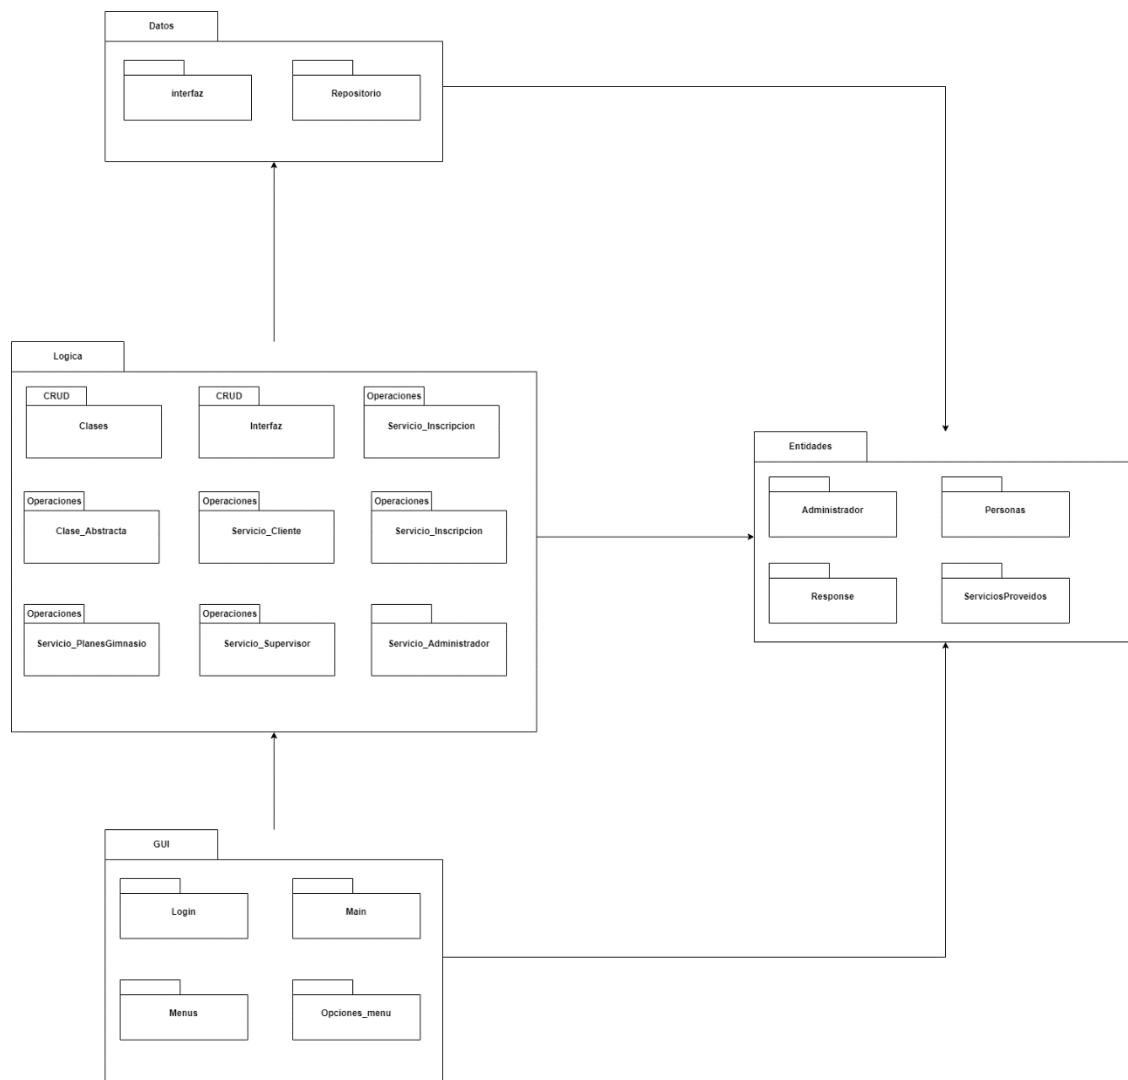 Datos
interfaz
Repositorio
Logica
CRUD
Clases
CRUD
Interfaz
Operaciones
Servicio_Inscripcion
Operaciones
Clase_Abstracta
Operaciones
Servicio_Cliente
Operaciones
Servicio_Inscripcion
Operaciones
Servicio_PlanesGimnasio
Operaciones
Servicio_Supervisor
Servicio_Administrador
Entidades
Administrador
Personas
Response
ServiciosProveidos
GUI
Login
Main
Menus
Opciones_menu